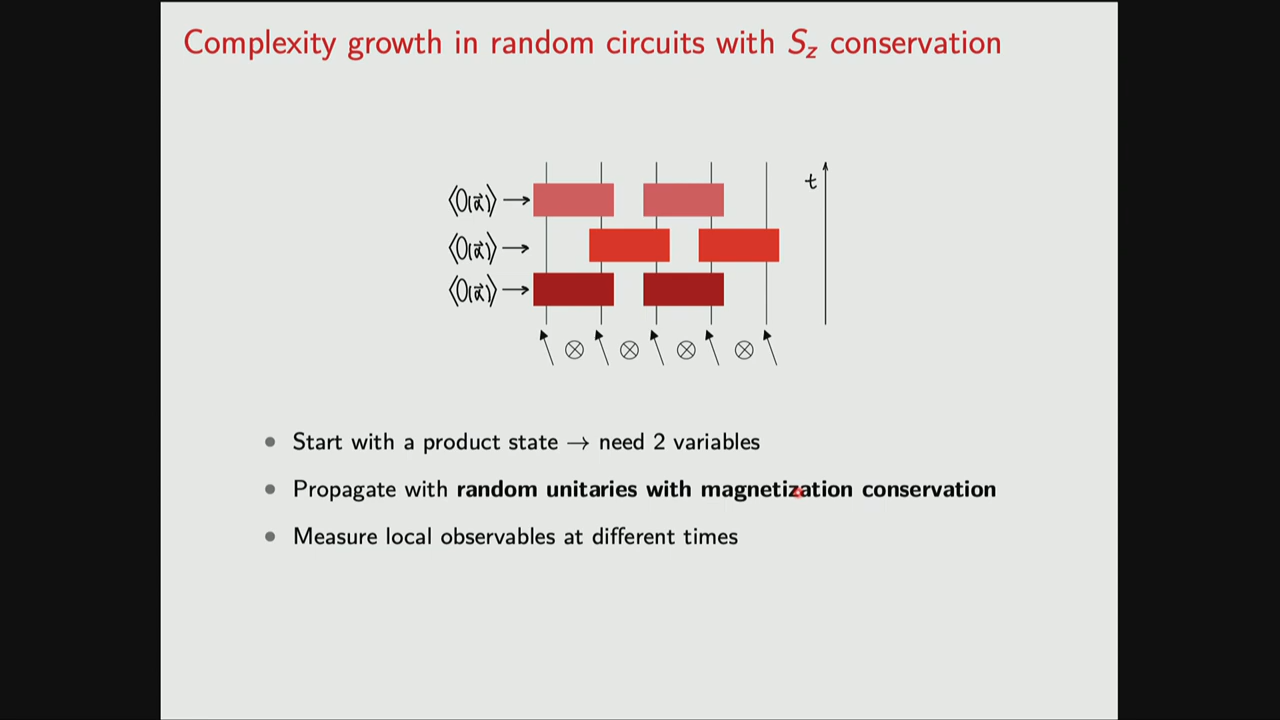 Complexity growth in random circuits with S_z conservation
⟨O(α⃗)⟩
t
⟨O(α⃗)⟩
⟨O(α⃗)⟩
⊗ ⊗ ⊗ ⊗
• Start with a product state → need 2 variables
• Propagate with random unitaries with magnetization conservation
• Measure local observables at different times